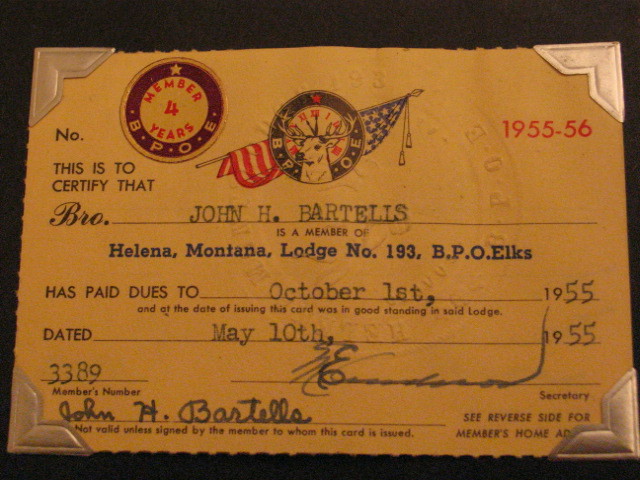 MEMBER
4
YEARS
B.P.O.E.
B P O E
No.
1955-56
THIS IS TO
CERTIFY THAT
Bro. JOHN H. BARTELLS
IS A MEMBER OF
Helena, Montana, Lodge No. 193, B.P.O.Elks
HAS PAID DUES TO October 1st, 1955
and at the date of issuing this card was in good standing in said Lodge.
DATED May 10th, 1955
3389
Member's Number
Secretary
John H. Bartells
Not valid unless signed by the member to whom this card is issued.
SEE REVERSE SIDE FOR
MEMBER'S HOME AD